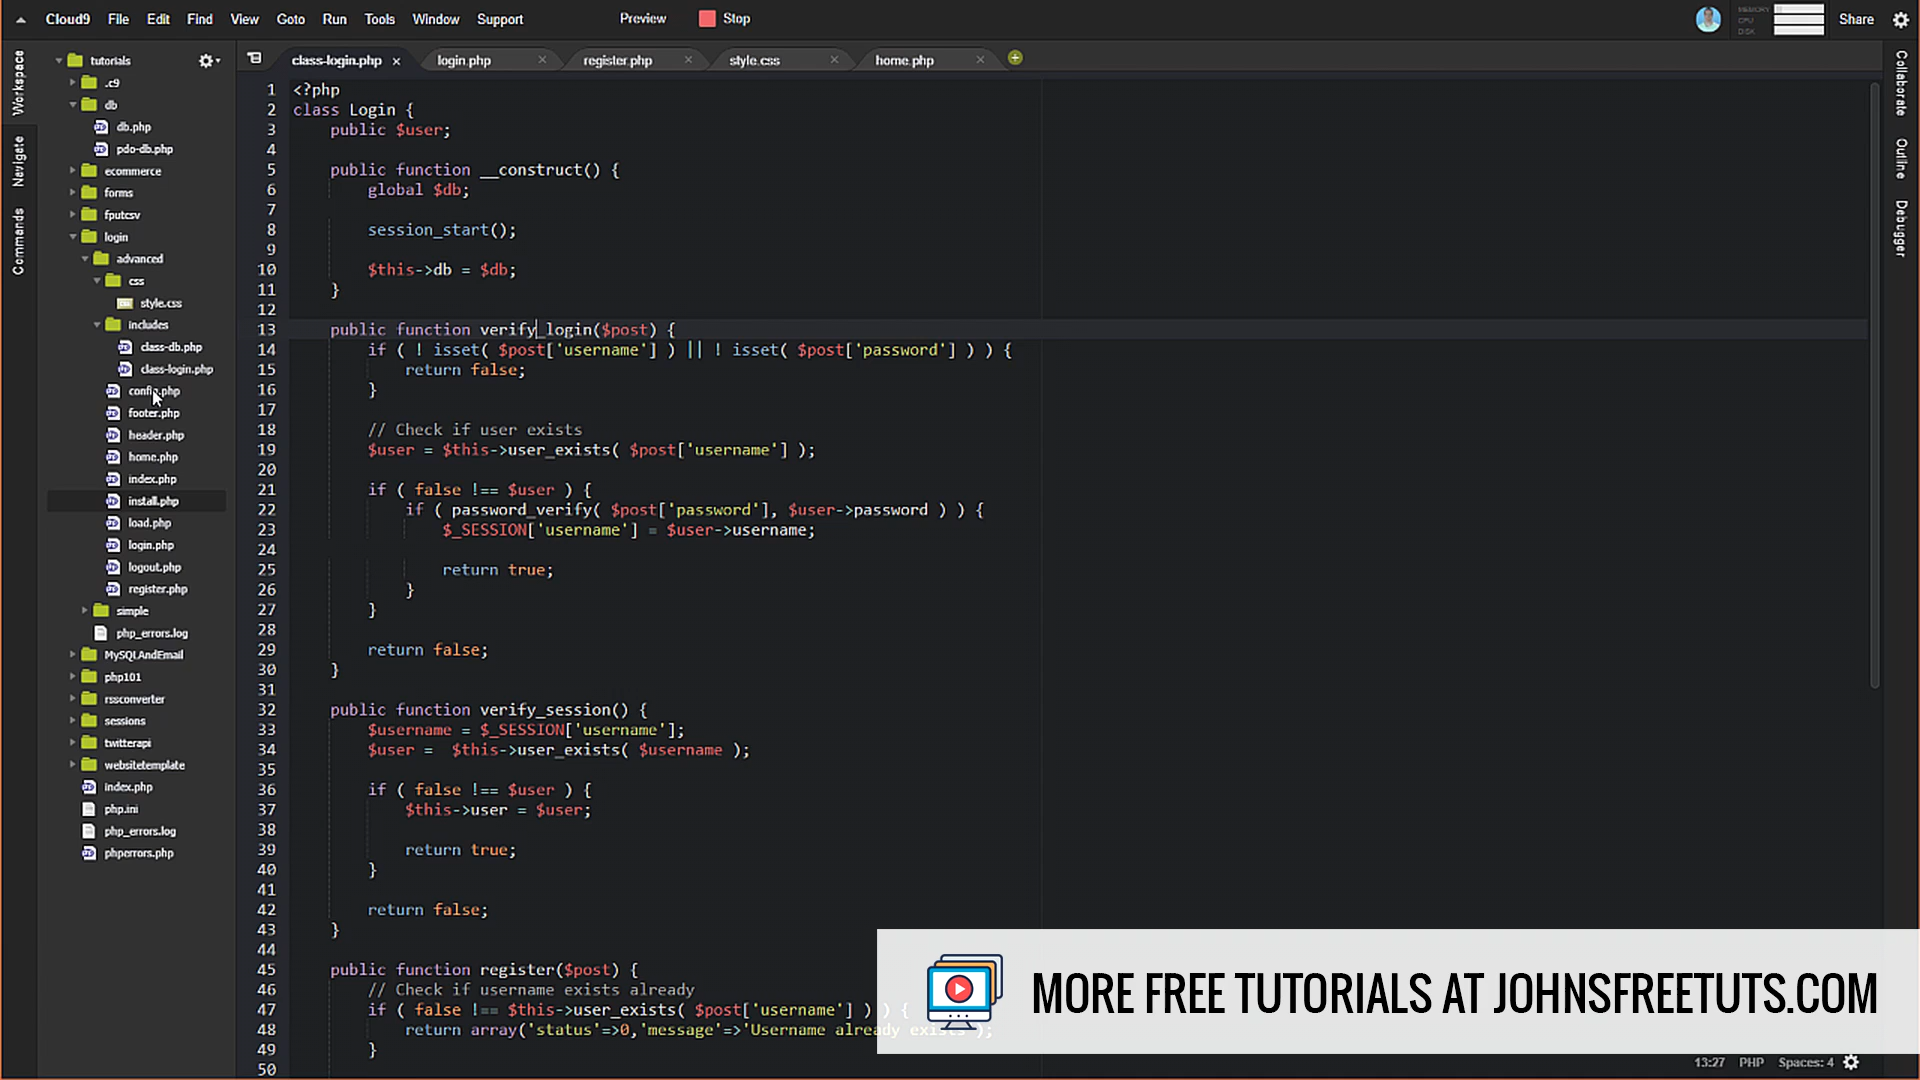 Cloud9 File Edit Find View Goto Run Tools Window Support Preview Stop MEMORY CPU DISK Share
Workspace
Navigate
Commands
tutorials
.c9
db
db.php
pdo-db.php
ecommerce
forms
fputcsv
login
advanced
css
style.css
includes
class-db.php
class-login.php
config.php
footer.php
header.php
home.php
index.php
install.php
load.php
login.php
logout.php
register.php
simple
php_errors.log
MySQLAndEmail
php101
rssconverter
sessions
twitterapi
websitetemplate
index.php
php.ini
php_errors.log
phperrors.php
class-login.php login.php register.php style.css home.php
1 <?php
2 class Login {
3 public $user;
4
5 public function __construct() {
6 global $db;
7
8 session_start();
9
10 $this->db = $db;
11 }
12
13 public function verify_login($post) {
14 if ( ! isset( $post['username'] ) || ! isset( $post['password'] ) ) {
15 return false;
16 }
17
18 // Check if user exists
19 $user = $this->user_exists( $post['username'] );
20
21 if ( false !== $user ) {
22 if ( password_verify( $post['password'], $user->password ) ) {
23 $_SESSION['username'] = $user->username;
24
25 return true;
26 }
27 }
28
29 return false;
30 }
31
32 public function verify_session() {
33 $username = $_SESSION['username'];
34 $user =  $this->user_exists( $username );
35
36 if ( false !== $user ) {
37 $this->user = $user;
38
39 return true;
40 }
41
42 return false;
43 }
44
45 public function register($post) {
46 // Check if username exists already
47 if ( false !== $this->user_exists( $post['username'] ) ) {
48 return array('status'=>0,'message'=>'Username already exists');
49 }
50
Collaborate
Outline
Debugger
MORE FREE TUTORIALS AT JOHNSFREETUTS.COM
13:27 PHP Spaces: 4